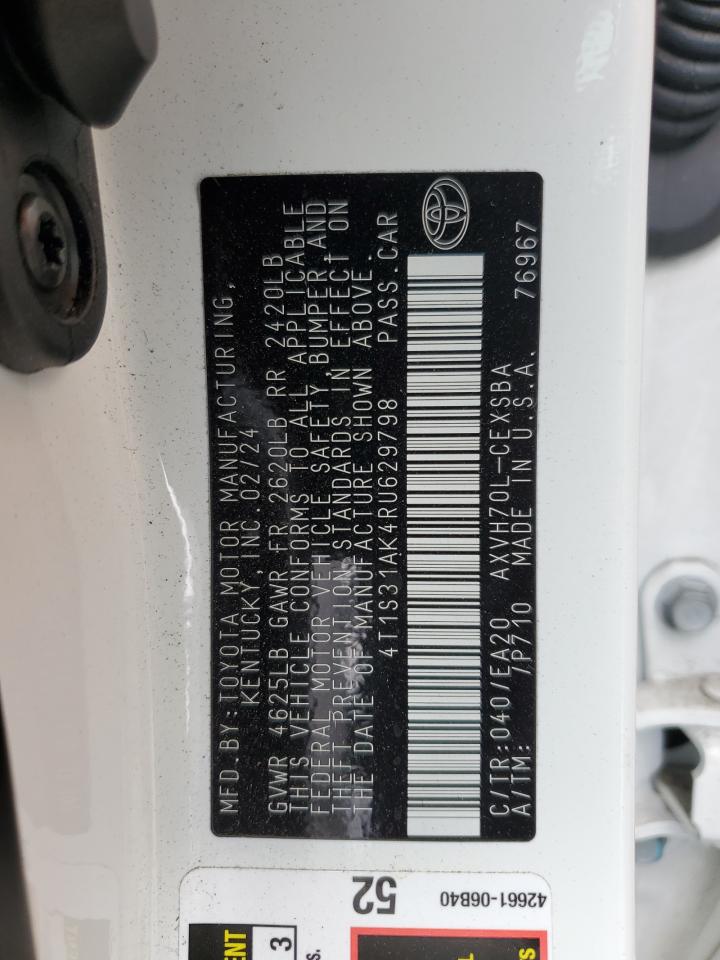 MFD.BY: TOYOTA MOTOR MANUFACTURING,
KENTUCKY, INC. 02/24
GVWR 4625LB GAWR FR 2620LB RR 2420LB
THIS VEHICLE CONFORMS TO ALL APPLICABLE
FEDERAL MOTOR VEHICLE SAFETY, BUMPER, AND
THEFT PREVENTION STANDARDS IN EFFECT ON
THE DATE OF MANUFACTURE SHOWN ABOVE.
4T1S31AK4RU629798 PASS.CAR
C/TR:040/EA20 AXVH70L-CEXSBA
A/TM: /P710 MADE IN U.S.A. 76967
52
42661-06B40
3